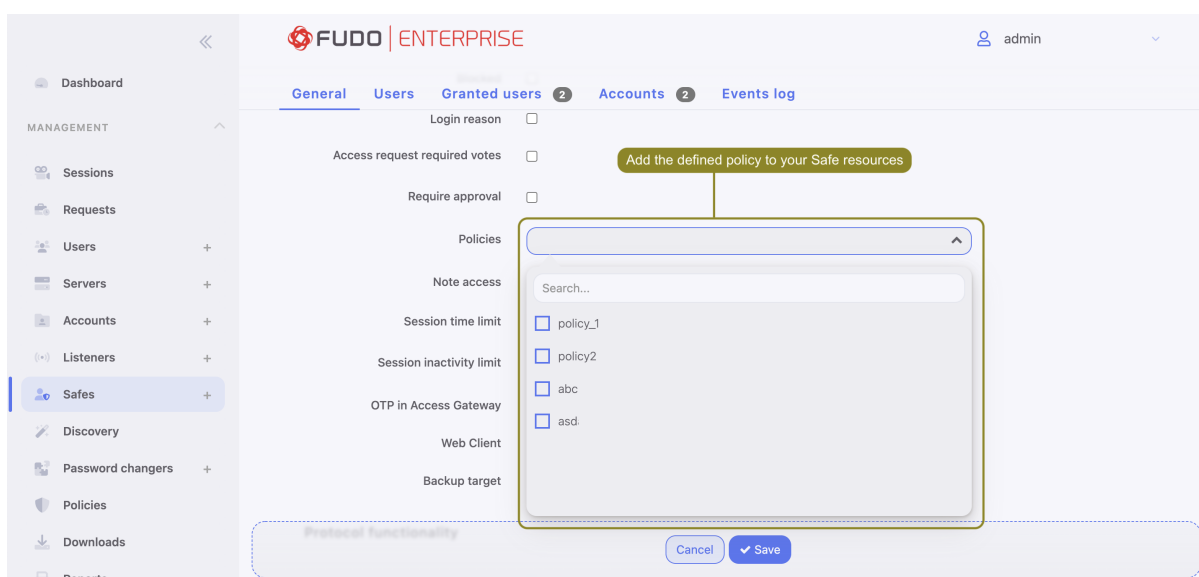 FUDO ENTERPRISE
admin
Dashboard
General Users Granted users 2 Accounts 2 Events log
MANAGEMENT
Login reason
Access request required votes
Add the defined policy to your Safe resources
Sessions
Require approval
Requests
Policies
Users +
Note access
Servers +
Search...
Session time limit
policy_1
Accounts +
Session inactivity limit
policy2
Listeners +
abc
Safes +
OTP in Access Gateway
asd
Discovery
Web Client
Password changers +
Backup target
Policies
Protocol functionality
Downloads
Cancel
Save